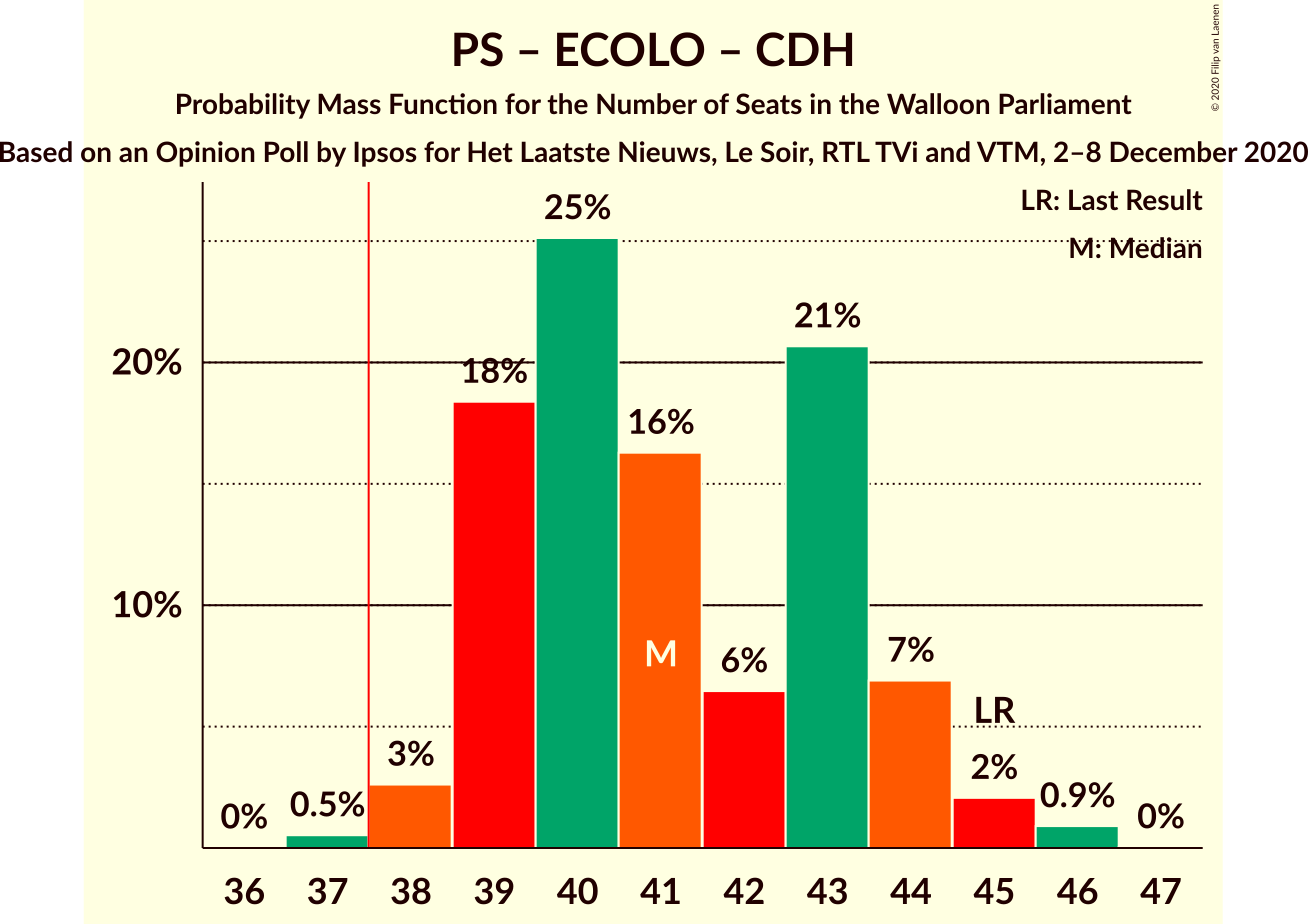 PS – ECOLO – CDH
Probability Mass Function for the Number of Seats in the Walloon Parliament
Based on an Opinion Poll by Ipsos for Het Laatste Nieuws, Le Soir, RTL TVi and VTM, 2–8 December 2020
© 2020 Filip van Laenen
LR: Last Result
M: Median
25%
21%
20%
18%
16%
10%
M
6%
7%
LR
3%
2%
0%
0.5%
0.9%
0%
36 37 38 39 40 41 42 43 44 45 46 47